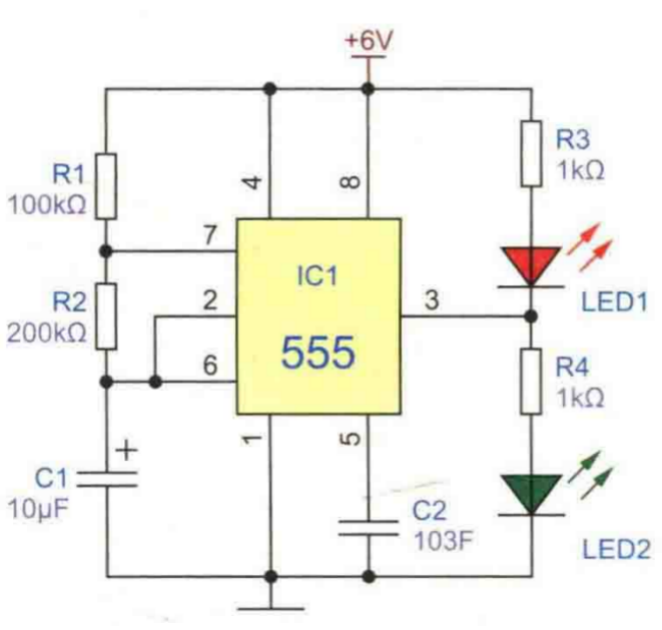 +6V
R1
100kΩ
R2
200kΩ
C1
10μF
+
4
8
7
2
6
3
1
5
IC1
555
C2
103F
R3
1kΩ
LED1
R4
1kΩ
LED2